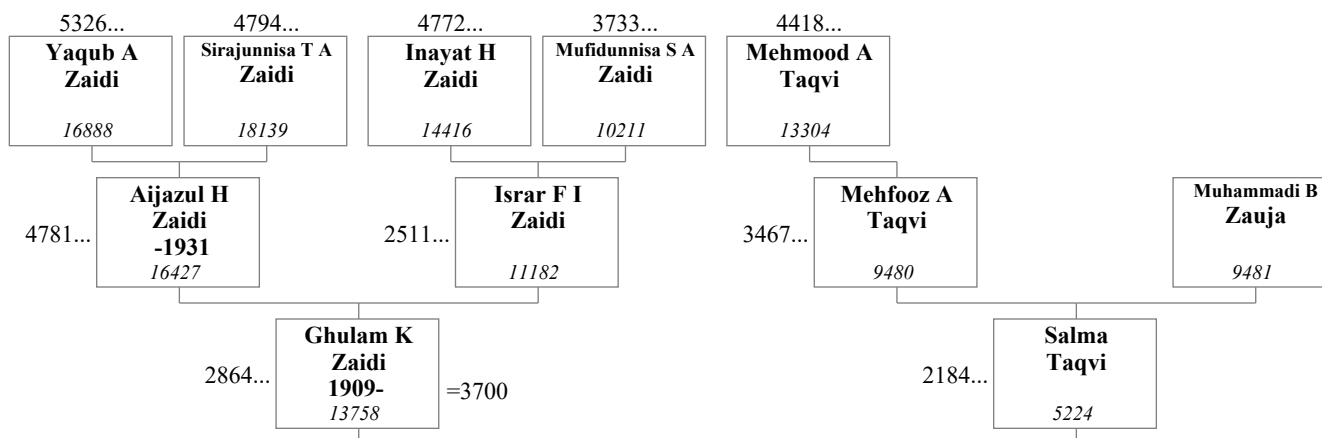 5326...
4794...
4772...
3733...
4418...
Yaqub A
Zaidi
16888
Sirajunnisa T A
Zaidi
18139
Inayat H
Zaidi
14416
Mufidunnisa S A
Zaidi
10211
Mehmood A
Taqvi
13304
4781...
Aijazul H
Zaidi
-1931
16427
2511...
Israr F I
Zaidi
11182
3467...
Mehfooz A
Taqvi
9480
Muhammadi B
Zauja
9481
2864...
Ghulam K
Zaidi
1909-
13758
=3700
2184...
Salma
Taqvi
5224